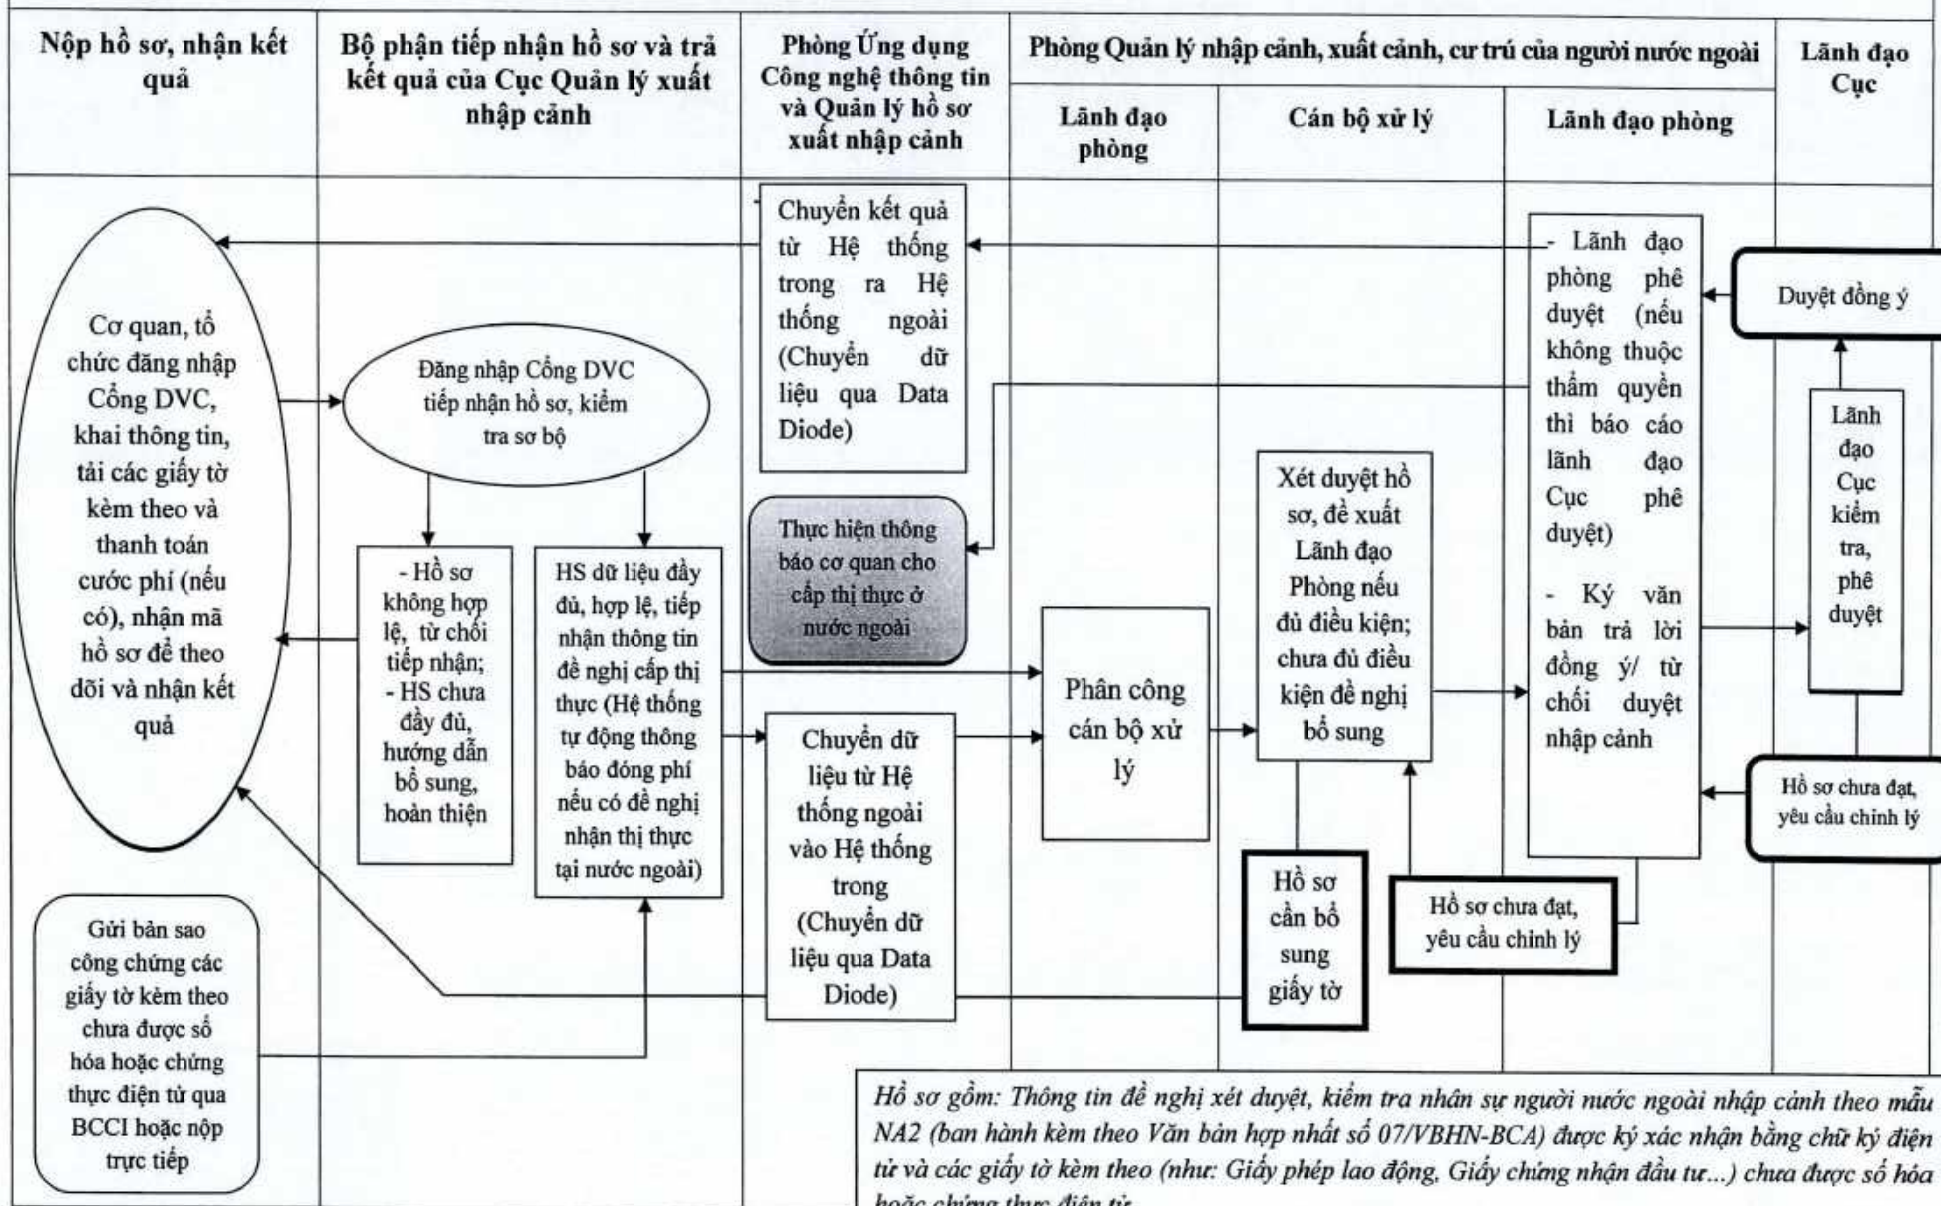 Nộp hồ sơ, nhận kết
quả
Bộ phận tiếp nhận hồ sơ và trả
kết quả của Cục Quản lý xuất
nhập cảnh
Phòng Ứng dụng
Công nghệ thông tin
và Quản lý hồ sơ
xuất nhập cảnh
Phòng Quản lý nhập cảnh, xuất cảnh, cư trú của người nước ngoài
Lãnh đạo
phòng
Cán bộ xử lý
Lãnh đạo phòng
Lãnh đạo
Cục
Cơ quan, tổ
chức đăng nhập
Cổng DVC,
khai thông tin,
tải các giấy tờ
kèm theo và
thanh toán
cước phí (nếu
có), nhận mã
hồ sơ để theo
dõi và nhận kết
quả
Gửi bản sao
công chứng các
giấy tờ kèm theo
chưa được số
hóa hoặc chứng
thực điện tử qua
BCCI hoặc nộp
trực tiếp
Đăng nhập Cổng DVC
tiếp nhận hồ sơ, kiểm
tra sơ bộ
- Hồ sơ
không hợp
lệ, từ chối
tiếp nhận;
- HS chưa
đầy đủ,
hướng dẫn
bổ sung,
hoàn thiện
HS dữ liệu đầy
đủ, hợp lệ, tiếp
nhận thông tin
đề nghị cấp thị
thực (Hệ thống
tự động thông
báo đóng phí
nếu có đề nghị
nhận thị thực
tại nước ngoài)
Chuyển kết quả
từ Hệ thống
trong ra Hệ
thống ngoài
(Chuyển dữ
liệu qua Data
Diode)
Thực hiện thông
báo cơ quan cho
cấp thị thực ở
nước ngoài
Chuyển dữ
liệu từ Hệ
thống ngoài
vào Hệ thống
trong
(Chuyển dữ
liệu qua Data
Diode)
Phân công
cán bộ xử
lý
Xét duyệt hồ
sơ, đề xuất
Lãnh đạo
Phòng nếu
đủ điều kiện;
chưa đủ điều
kiện đề nghị
bổ sung
Hồ sơ
cần bổ
sung
giấy tờ
Hồ sơ chưa đạt,
yêu cầu chỉnh lý
- Lãnh đạo
phòng phê
duyệt (nếu
không thuộc
thẩm quyền
thì báo cáo
lãnh đạo
Cục phê
duyệt)
- Ký văn
bản trả lời
đồng ý/ từ
chối duyệt
nhập cảnh
Duyệt đồng ý
Lãnh
đạo
Cục
kiểm
tra,
phê
duyệt
Hồ sơ chưa đạt,
yêu cầu chỉnh lý
Hồ sơ gồm: Thông tin đề nghị xét duyệt, kiểm tra nhân sự người nước ngoài nhập cảnh theo mẫu
NA2 (ban hành kèm theo Văn bản hợp nhất số 07/VBHN-BCA) được ký xác nhận bằng chữ ký điện
tử và các giấy tờ kèm theo (như: Giấy phép lao động, Giấy chứng nhận đầu tư...) chưa được số hóa
hoặc chứng thực điện tử